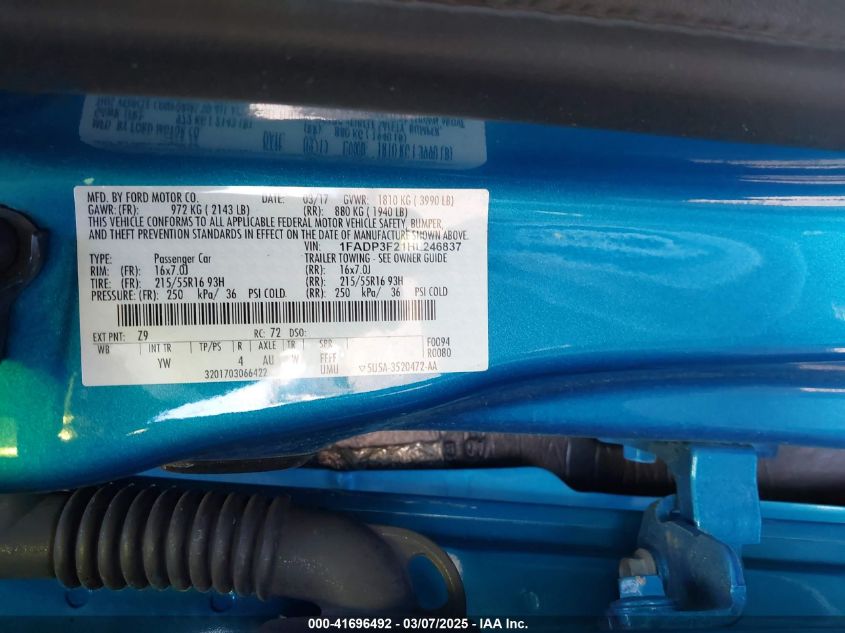 MFD. BY FORD MOTOR CO. DATE: 03/17 GVWR: 1810 KG ( 3990 LB)
GAWR: (FR): 972 KG ( 2143 LB) (RR): 880 KG ( 1940 LB)
THIS VEHICLE CONFORMS TO ALL APPLICABLE FEDERAL MOTOR VEHICLE SAFETY, BUMPER,
AND THEFT PREVENTION STANDARDS IN EFFECT ON THE DATE OF MANUFACTURE SHOWN ABOVE.
VIN: 1FADP3F21HL246837
TYPE: Passenger Car TRAILER TOWING - SEE OWNER GUIDE
RIM: (FR) 16x7.0J (RR): 16x7.0J
TIRE: (FR) 215/55R16 93H (RR): 215/55R16 93H
PRESSURE: (FR) 250 kPa/ 36 PSI COLD (RR): 250 kPa/ 36 PSI COLD
EXT PNT: Z9 RC: 72 DSO:
WB INT TR TP/PS R AXLE TR SPR F0094
YW 4 AU W FFFF R0080
3201703066422 UMU ▽5U5A-3520472-AA
000-41696492 - 03/07/2025 - IAA Inc.